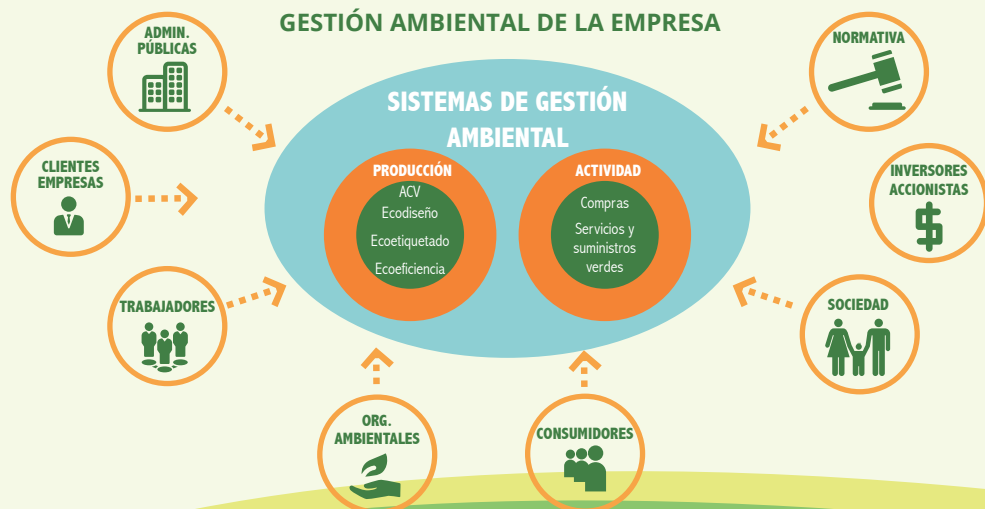 GESTIÓN AMBIENTAL DE LA EMPRESA
ADMIN.
PÚBLICAS
NORMATIVA
SISTEMAS DE GESTIÓN
AMBIENTAL
CLIENTES
EMPRESAS
PRODUCCIÓN
ACV
Ecodiseño
Ecoetiquetado
Ecoeficiencia
ACTIVIDAD
Compras
Servicios y
suministros
verdes
INVERSORES
ACCIONISTAS
TRABAJADORES
SOCIEDAD
ORG.
AMBIENTALES
CONSUMIDORES